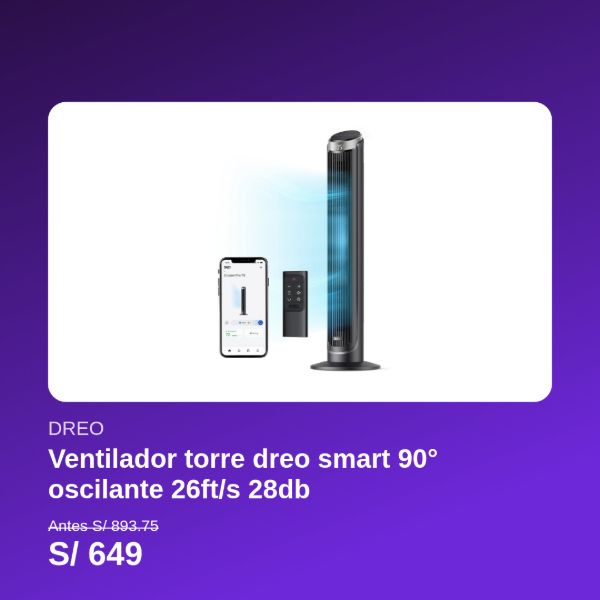 DREO
Ventilador torre dreo smart 90°
oscilante 26ft/s 28db
Antes S/ 893.75
S/ 649